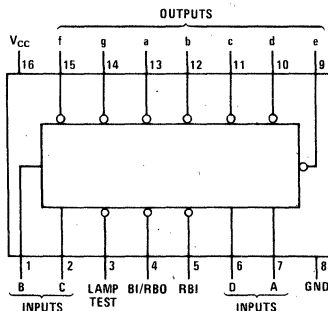 OUTPUTS
VCC f g a b c d e
16 15 14 13 12 11 10 9
1 2 3 4 5 6 7 8
B C LAMP TEST BI/RBO RBI D A GND
INPUTS INPUTS